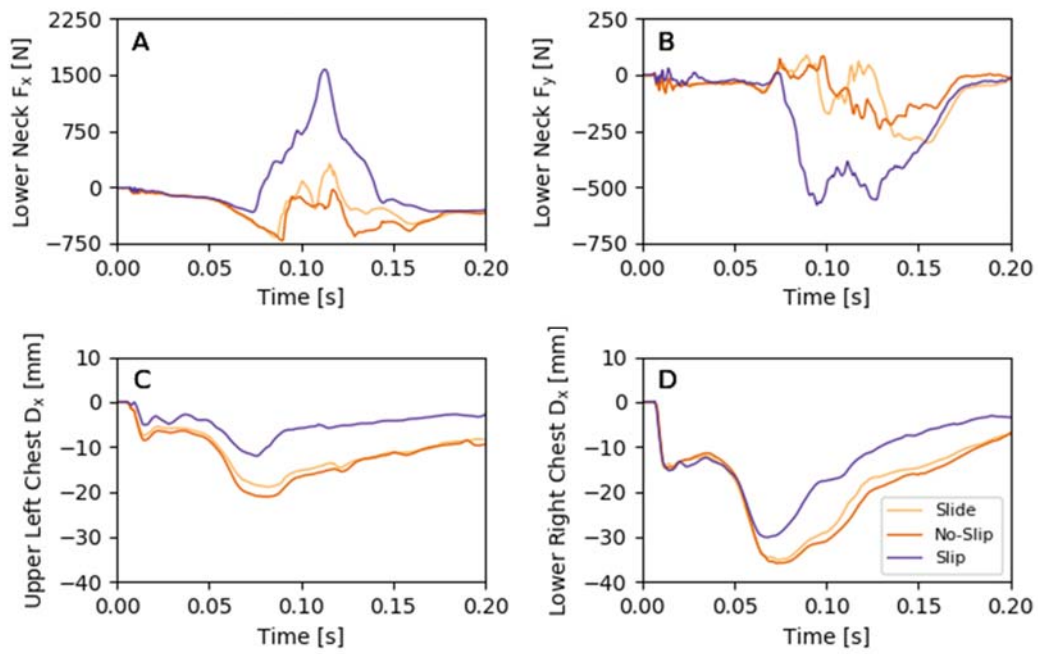 A
Lower Neck Fₓ [N]
2250
1500
750
0
−750
0.00 0.05 0.10 0.15 0.20
Time [s]
B
Lower Neck Fᵧ [N]
250
0
−250
−500
−750
0.00 0.05 0.10 0.15 0.20
Time [s]
C
Upper Left Chest Dₓ [mm]
10
0
−10
−20
−30
−40
0.00 0.05 0.10 0.15 0.20
Time [s]
D
Lower Right Chest Dₓ [mm]
10
0
−10
−20
−30
−40
0.00 0.05 0.10 0.15 0.20
Time [s]
Slide
No-Slip
Slip